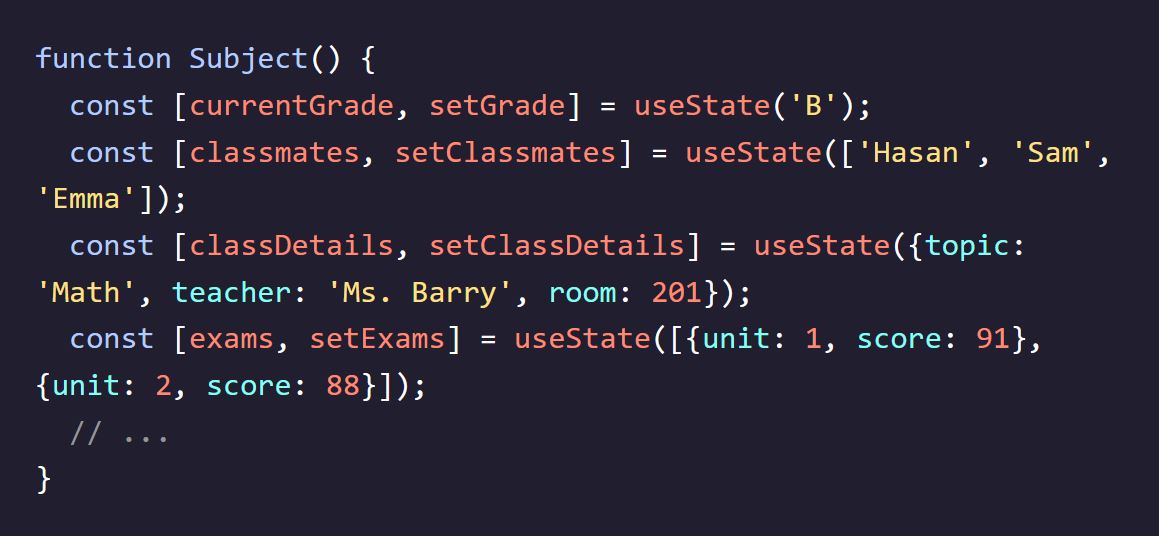 function Subject() {
  const [currentGrade, setGrade] = useState('B');
  const [classmates, setClassmates] = useState(['Hasan', 'Sam',
'Emma']);
  const [classDetails, setClassDetails] = useState({topic:
'Math', teacher: 'Ms. Barry', room: 201});
  const [exams, setExams] = useState([{unit: 1, score: 91},
{unit: 2, score: 88}]);
  // ...
}